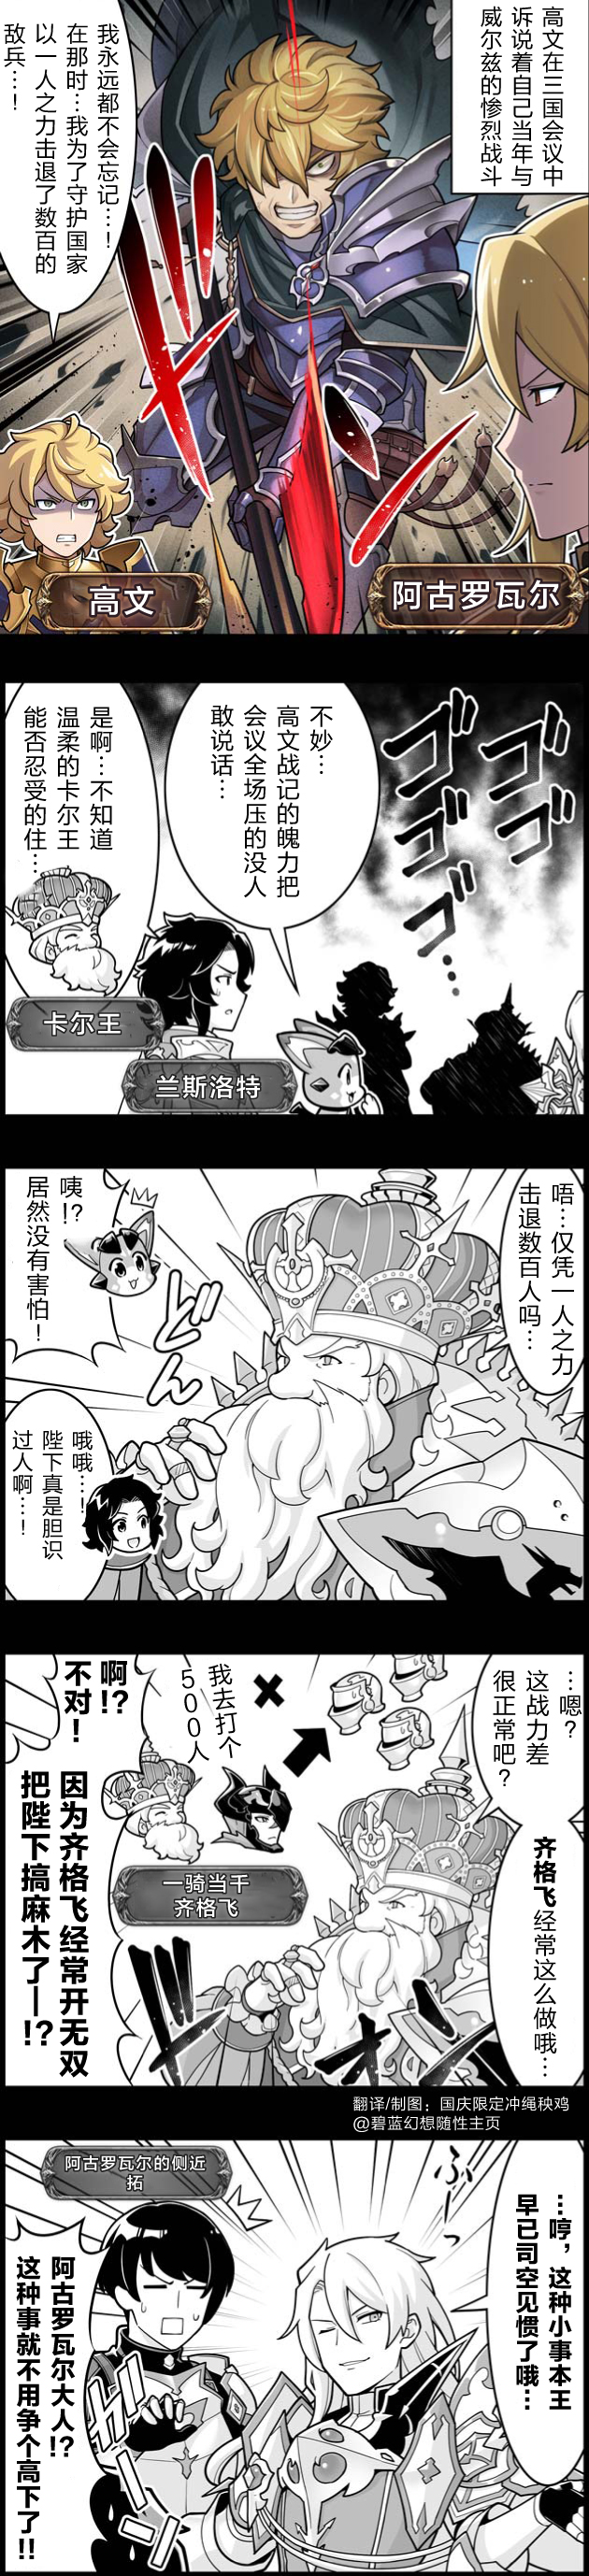 高文在三国会议中
诉说着自己当年与
威尔兹的惨烈战斗
我永远都不会忘记…!
在那时…我为了守护国家
以一人之力击退了数百的
敌兵…!
高文
阿古罗瓦尔
ゴゴ
ゴゴゴゴ…
不妙…
高文战记的魄力把
会议全场压的没人
敢说话…
是啊…不知道
温柔的卡尔王
能否忍受的住…
卡尔王
兰斯洛特
唔…仅凭一人之力
击退数百人吗…
どん
咦!?
居然没有害怕!
哦哦…!
陛下真是胆识
过人啊…!
…嗯?
这战力差
很正常吧?
齐格飞经常这么做哦…
我去打个
500人
一骑当千
齐格飞
啊!?
不对!
因为齐格飞经常开无双
把陛下搞麻木了—!?
翻译/制图：国庆限定冲绳秧鸡
@碧蓝幻想随性主页
…哼，这种小事本王
早已司空见惯了哦…
ふーっ
阿古罗瓦尔的侧近
拓
阿古罗瓦尔大人!?
这种事就不用争个高下了!!
ガーン